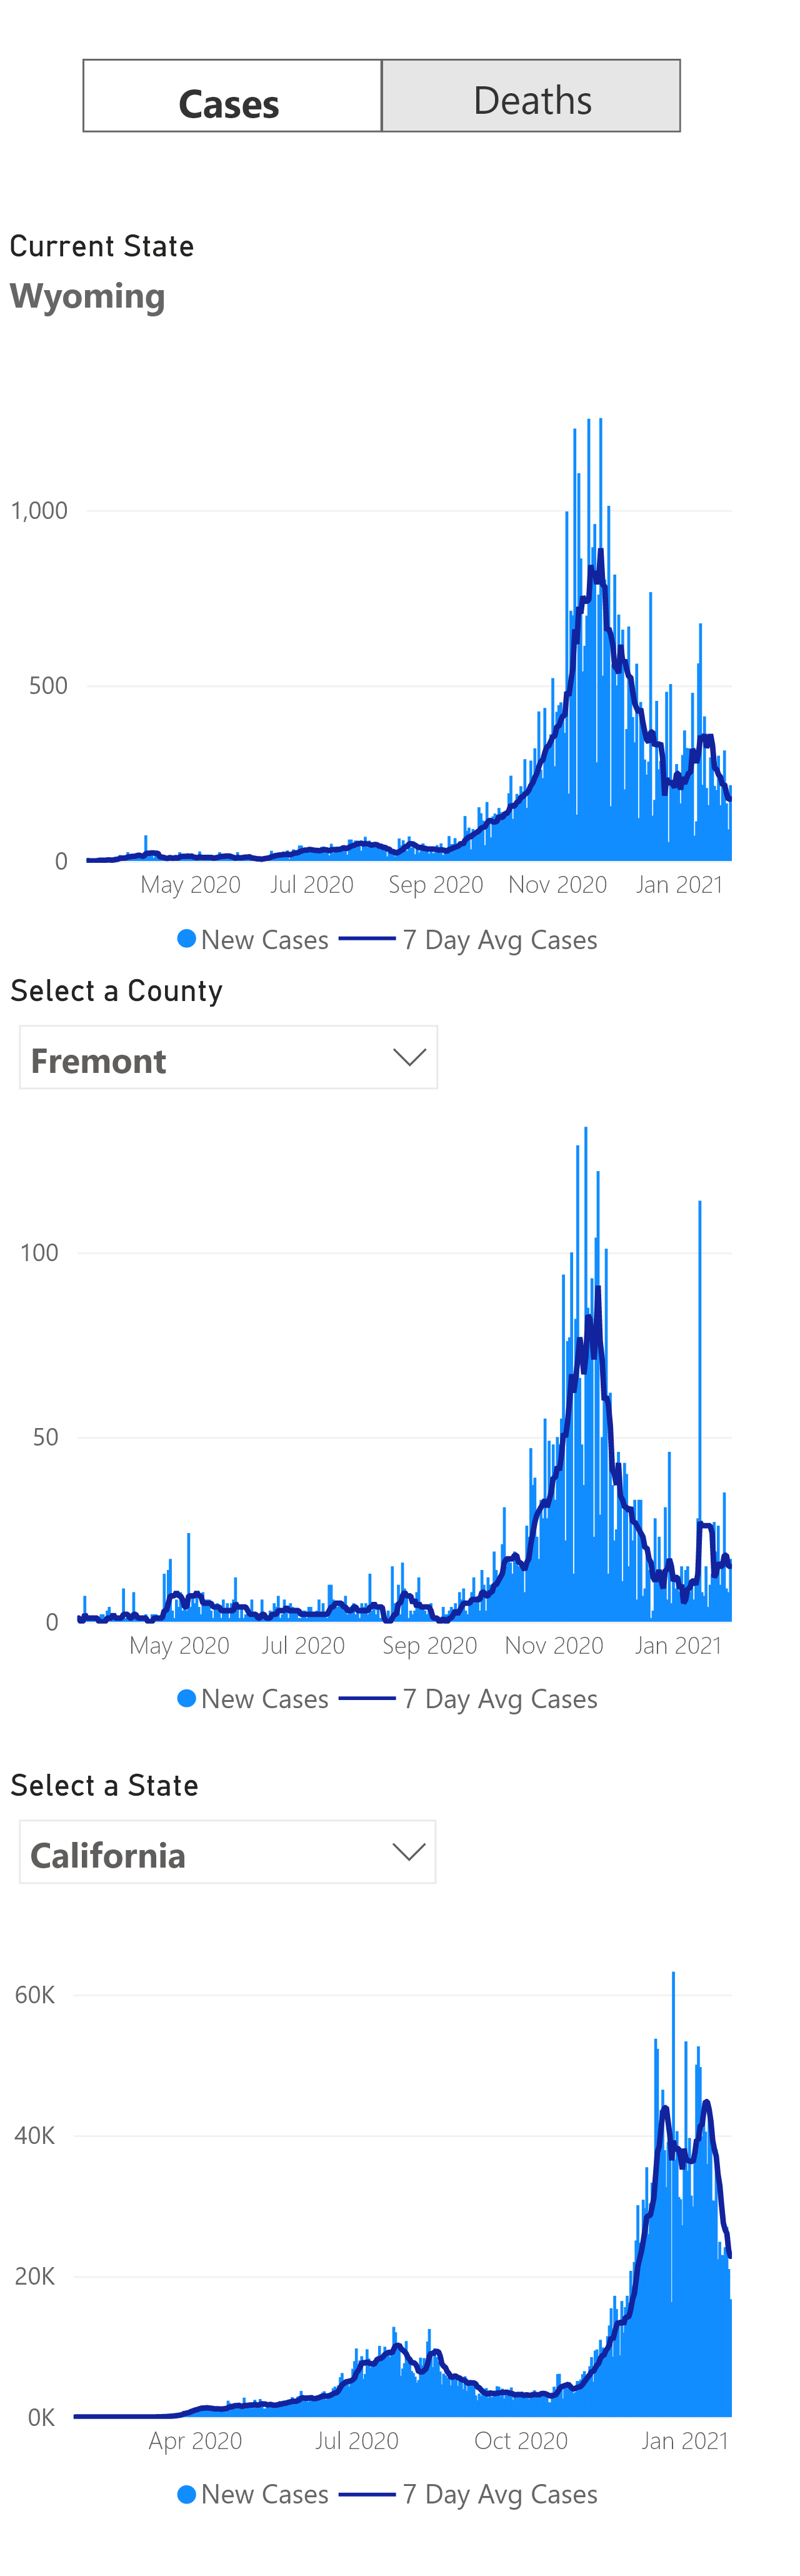 Cases Deaths
Current State
Wyoming
1,000
500
0
May 2020 Jul 2020 Sep 2020 Nov 2020 Jan 2021
New Cases 7 Day Avg Cases
Select a County
Fremont
100
50
0
May 2020 Jul 2020 Sep 2020 Nov 2020 Jan 2021
New Cases 7 Day Avg Cases
Select a State
California
60K
40K
20K
0K
Apr 2020 Jul 2020 Oct 2020 Jan 2021
New Cases 7 Day Avg Cases